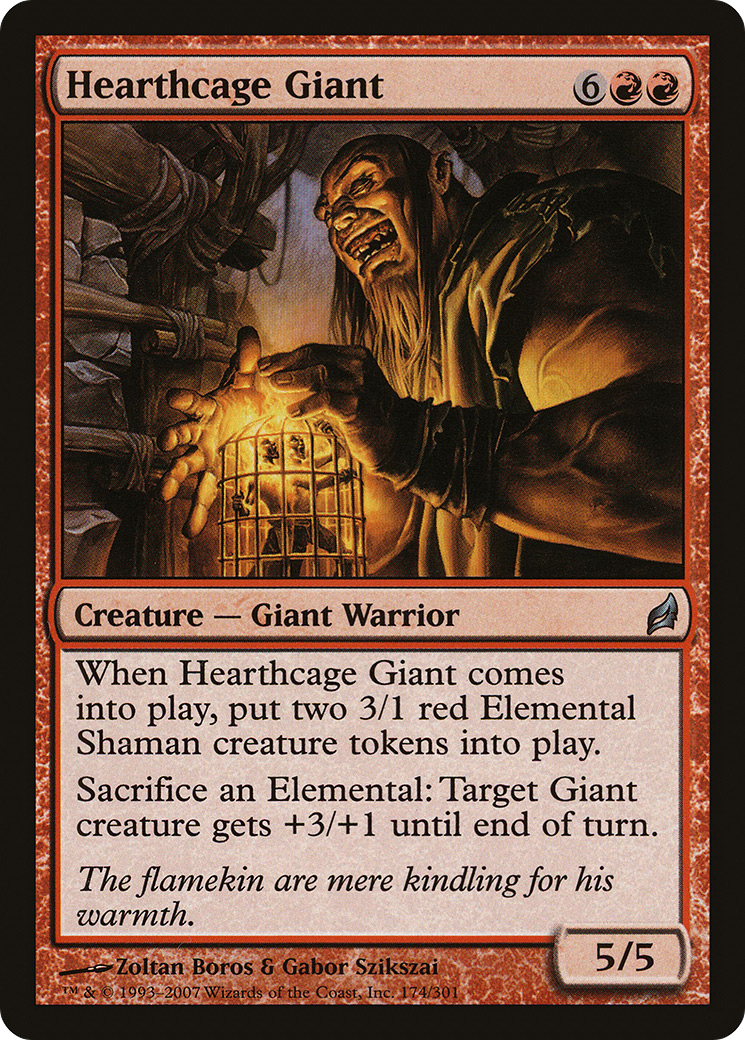 Hearthcage Giant 6
Creature — Giant Warrior
When Hearthcage Giant comes
into play, put two 3/1 red Elemental
Shaman creature tokens into play.
Sacrifice an Elemental: Target Giant
creature gets +3/+1 until end of turn.
The flamekin are mere kindling for his
warmth.
5/5
Zoltan Boros & Gabor Szikszai
™ & © 1993–2007 Wizards of the Coast, Inc. 174/301